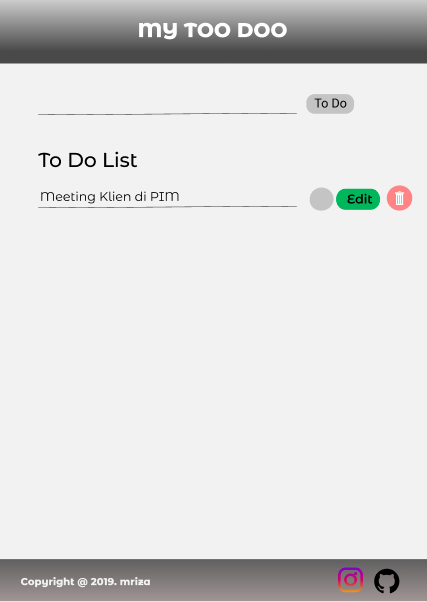 My Too Doo
To Do
To Do List
Meeting Klien di PIM
Edit
Copyright @ 2019. mriza